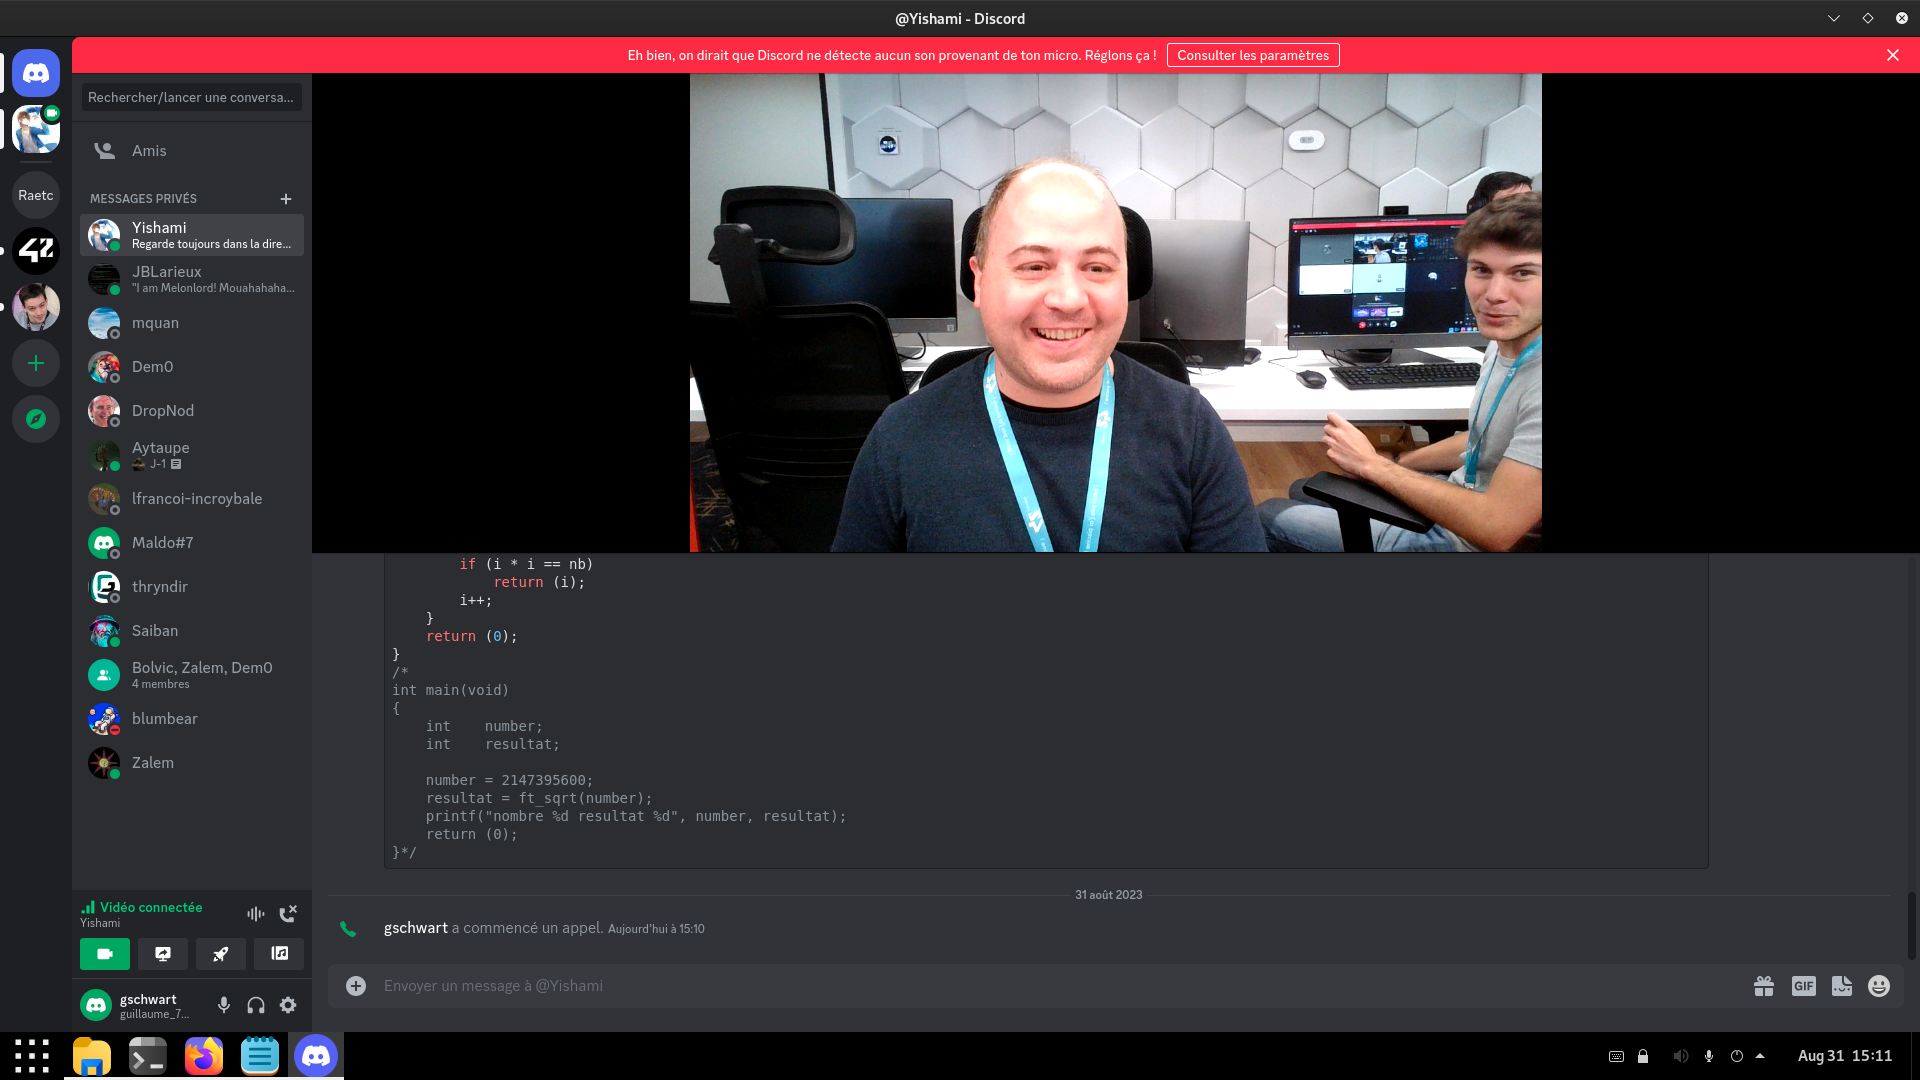 @Yishami - Discord
Eh bien, on dirait que Discord ne détecte aucun son provenant de ton micro. Réglons ça !
Consulter les paramètres
Rechercher/lancer une conversa...
Amis
MESSAGES PRIVÉS
Yishami
Regarde toujours dans la dire...
JBLarieux
"I am Melonlord! Mouahahaha...
mquan
Dem0
DropNod
Aytaupe
J-1
lfrancoi-incroybale
Maldo#7
thryndir
Saiban
Bolvic, Zalem, Dem0
4 membres
blumbear
Zalem
Raetc
42
if (i * i == nb)
return (i);
i++;
}
return (0);
}
/*
int main(void)
{
int number;
int resultat;
number = 2147395600;
resultat = ft_sqrt(number);
printf("nombre %d resultat %d", number, resultat);
return (0);
}*/
31 août 2023
gschwart a commencé un appel. Aujourd'hui à 15:10
Envoyer un message à @Yishami
GIF
Vidéo connectée
Yishami
gschwart
guillaume_7...
Aug 31 15:11